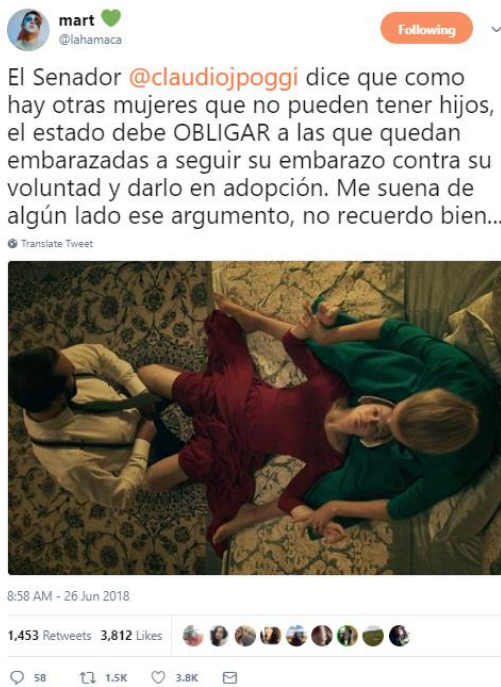 mart
@lahamaca
Following
El Senador @claudiojpoggi dice que como
hay otras mujeres que no pueden tener hijos,
el estado debe OBLIGAR a las que quedan
embarazadas a seguir su embarazo contra su
voluntad y darlo en adopción. Me suena de
algún lado ese argumento, no recuerdo bien...
Translate Tweet
8:58 AM - 26 Jun 2018
1,453 Retweets 3,812 Likes
58 1.5K 3.8K